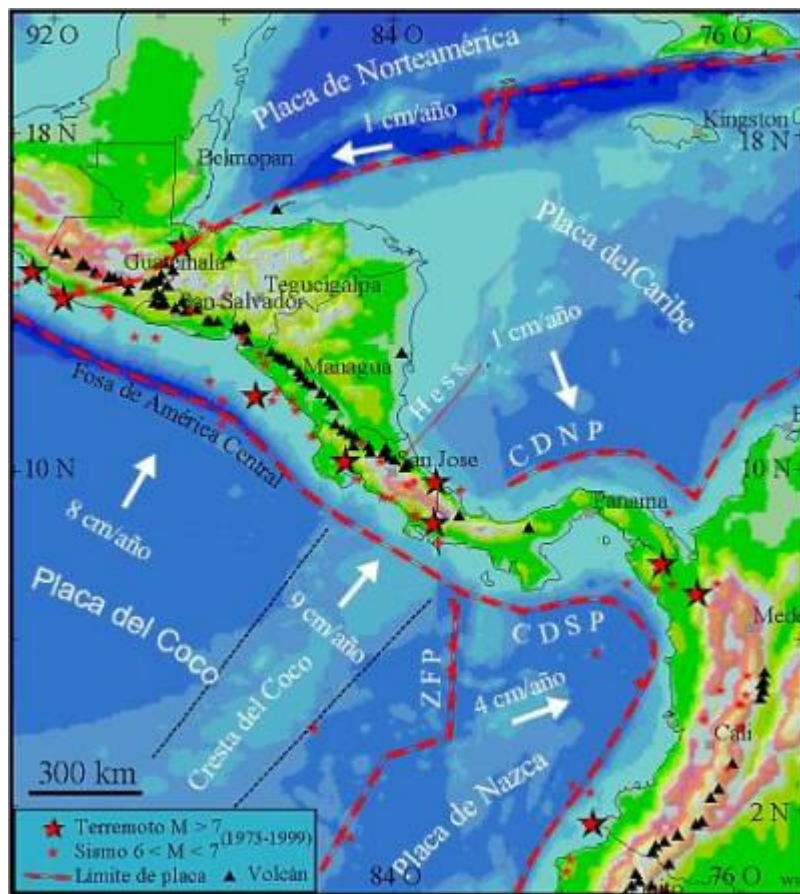 92 O
84 O
76 O
Placa de Norteamérica
1 cm/año
18 N
Kingston
18 N
Belmopan
Placa del Caribe
Guatemala
Tegucigalpa
San Salvador
1 cm/año
Managua
Hess
Fosa de América Central
CDNP
10 N
San Jose
10 N
Panama
8 cm/año
Placa del Coco
9 cm/año
CDSP
Mede
ZFP
4 cm/año
Cresta del Coco
Cali
300 km
Placa de Nazca
2 N
Terremoto M > 7
(1973-1999)
Sismo 6 < M < 7
Límite de placa
Volcán
84 O
76 O